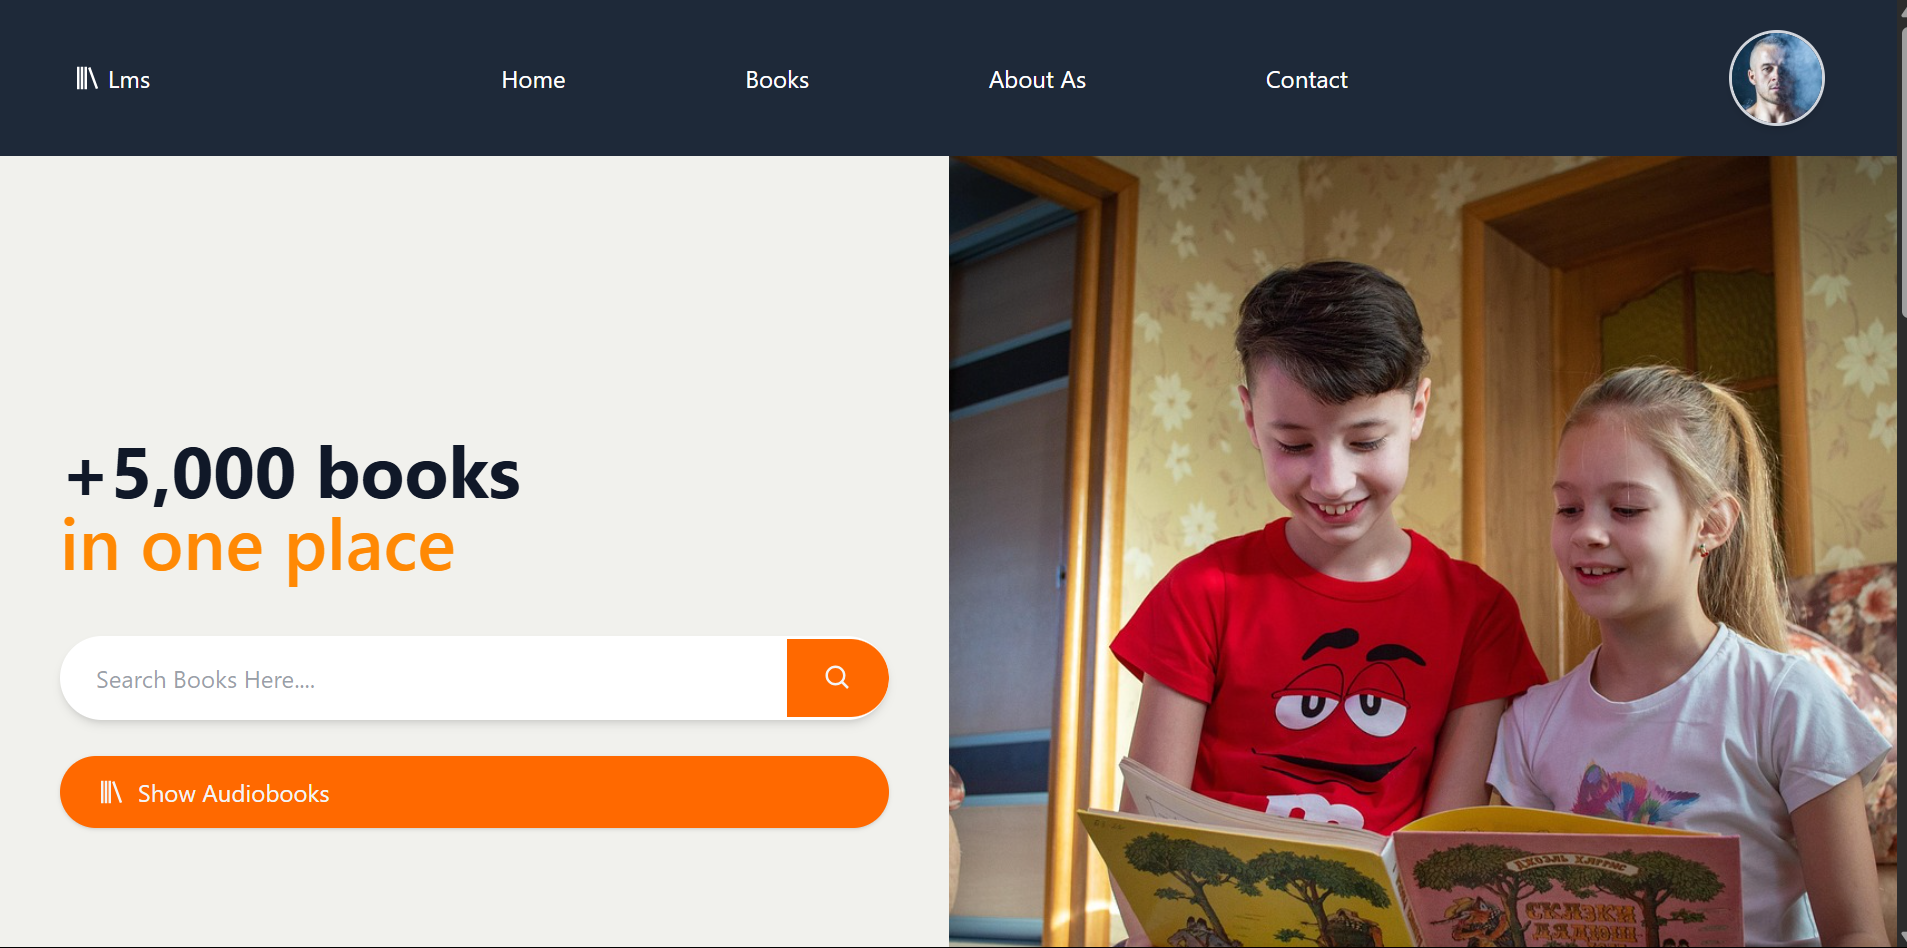 Lms
Home
Books
About As
Contact
+5,000 books
in one place
Search Books Here....
Show Audiobooks
ДЖОЭЛЬ ХАРРИС
СКАЗКИ
ДЯДЮШ